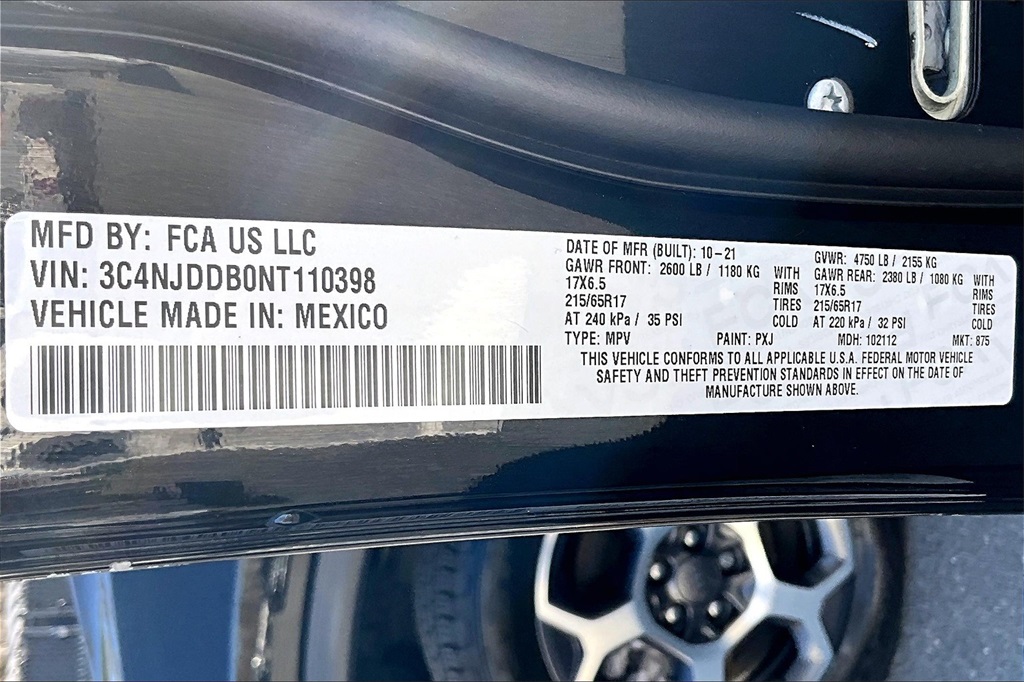 MFD BY: FCA US LLC
VIN: 3C4NJDDB0NT110398
VEHICLE MADE IN: MEXICO
DATE OF MFR (BUILT): 10-21
GAWR FRONT: 2600 LB / 1180 KG WITH
17X6.5 RIMS
215/65R17 TIRES
AT 240 kPa / 35 PSI COLD
GVWR: 4750 LB / 2155 KG
GAWR REAR: 2380 LB / 1080 KG WITH
17X6.5 RIMS
215/65R17 TIRES
AT 220 kPa / 32 PSI COLD
TYPE: MPV PAINT: PXJ MDH: 102112 MKT: 875
THIS VEHICLE CONFORMS TO ALL APPLICABLE U.S.A. FEDERAL MOTOR VEHICLE
SAFETY AND THEFT PREVENTION STANDARDS IN EFFECT ON THE DATE OF
MANUFACTURE SHOWN ABOVE.